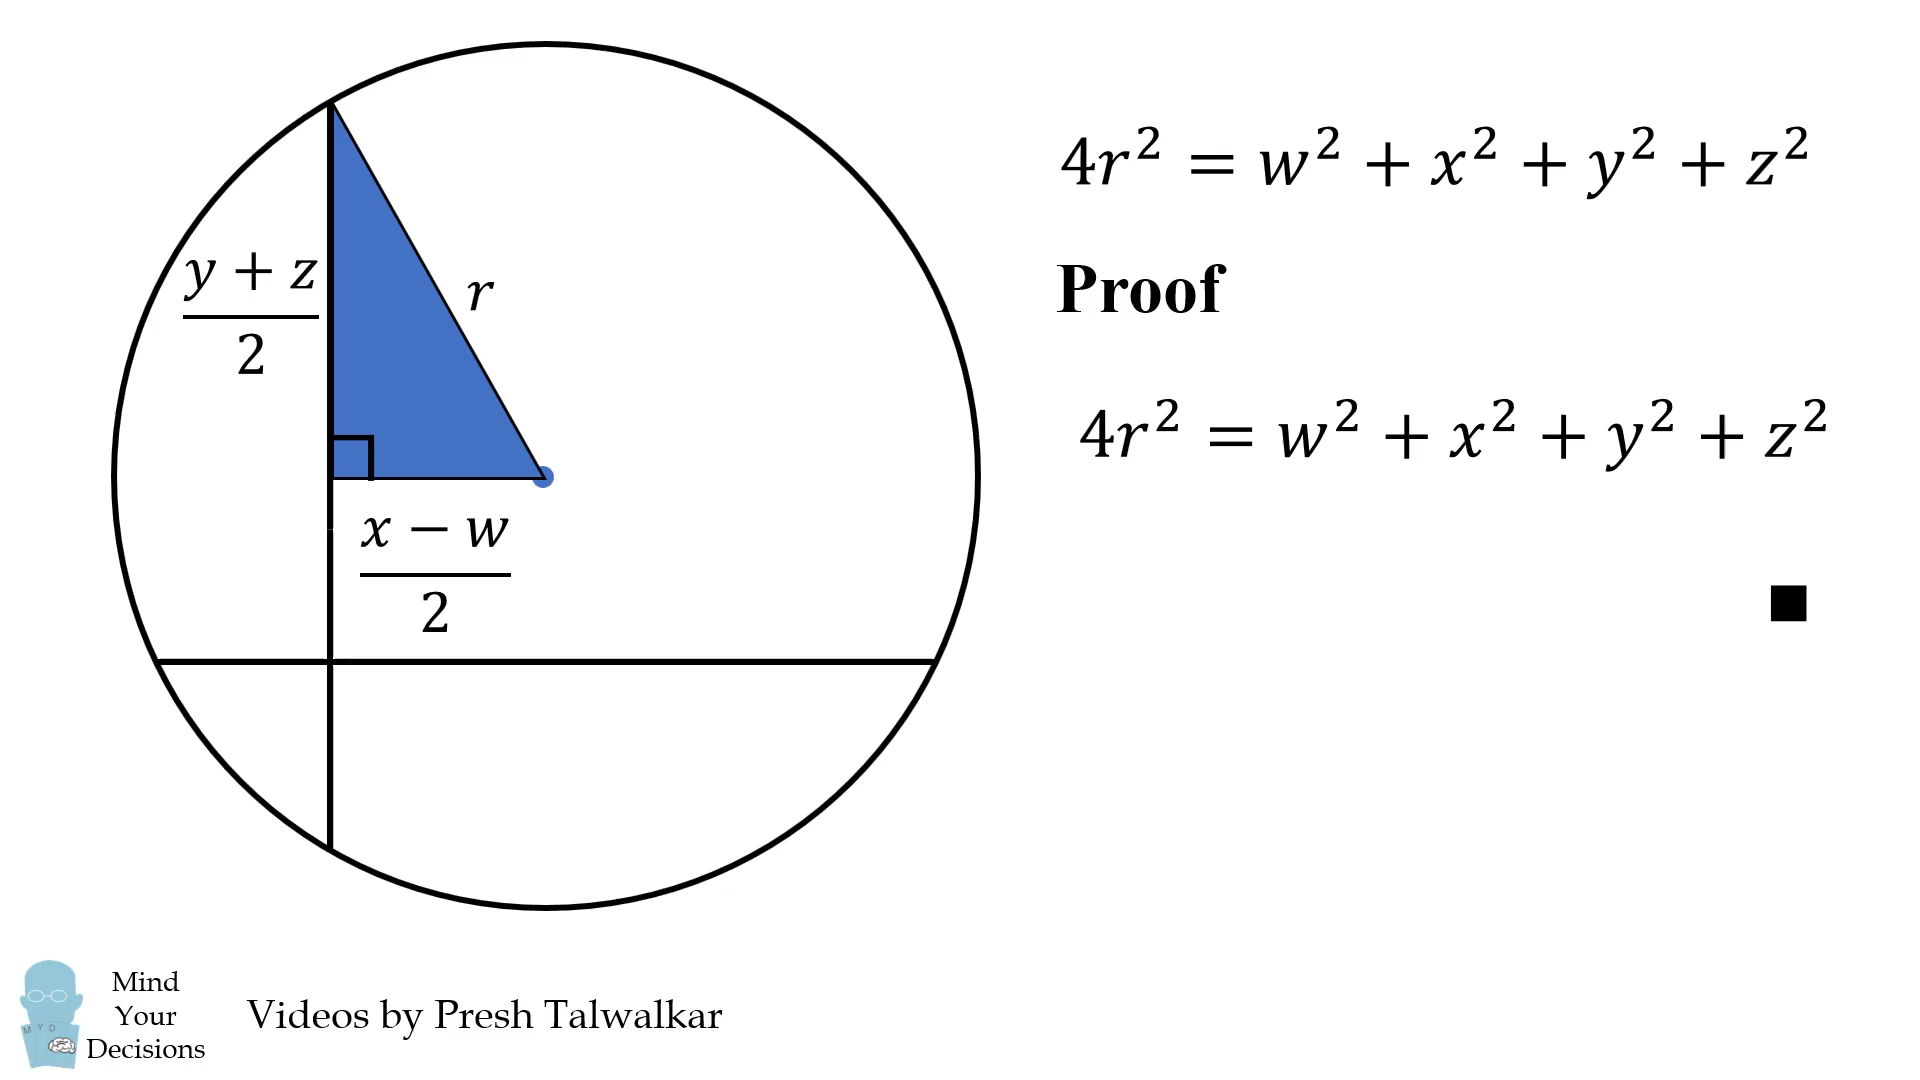 4r² = w² + x² + y² + z²
Proof
4r² = w² + x² + y² + z²
■
y + z
2
r
x − w
2
Mind
Your
Decisions
M Y D
Videos by Presh Talwalkar